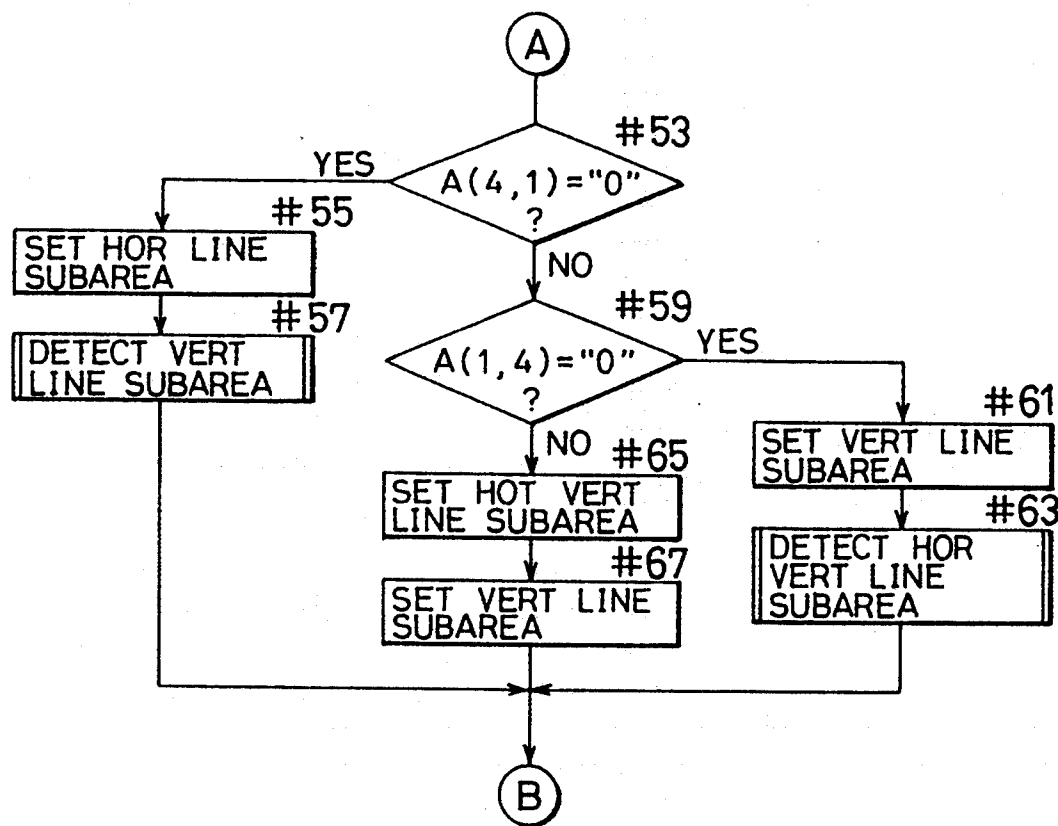 A
#53
YES
A(4,1)="0"
?
#55
NO
SET HOR LINE
SUBAREA
#57
#59
DETECT VERT
LINE SUBAREA
A(1,4)="0"
?
YES
NO
#61
SET VERT LINE
SUBAREA
#65
SET HOT VERT
LINE SUBAREA
#63
DETECT HOR
VERT LINE
SUBAREA
#67
SET VERT LINE
SUBAREA
B